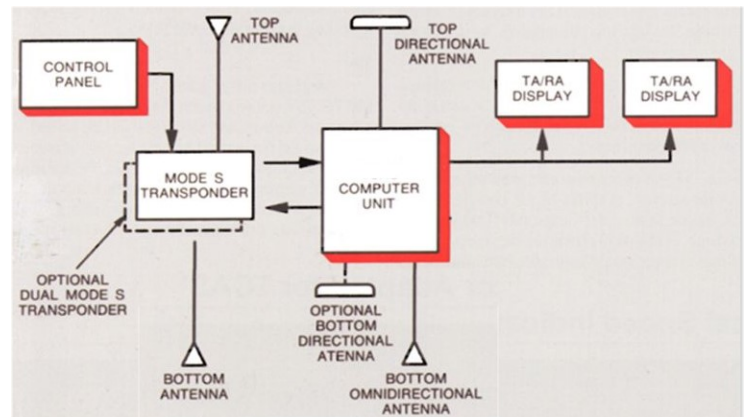 TOP
ANTENNA
TOP
DIRECTIONAL
ANTENNA
CONTROL
PANEL
TA/RA
DISPLAY
TA/RA
DISPLAY
MODE S
TRANSPONDER
COMPUTER
UNIT
OPTIONAL
DUAL MODE S
TRANSPONDER
OPTIONAL
BOTTOM
DIRECTIONAL
ATENNA
BOTTOM
ANTENNA
BOTTOM
OMNIDIRECTIONAL
ANTENNA